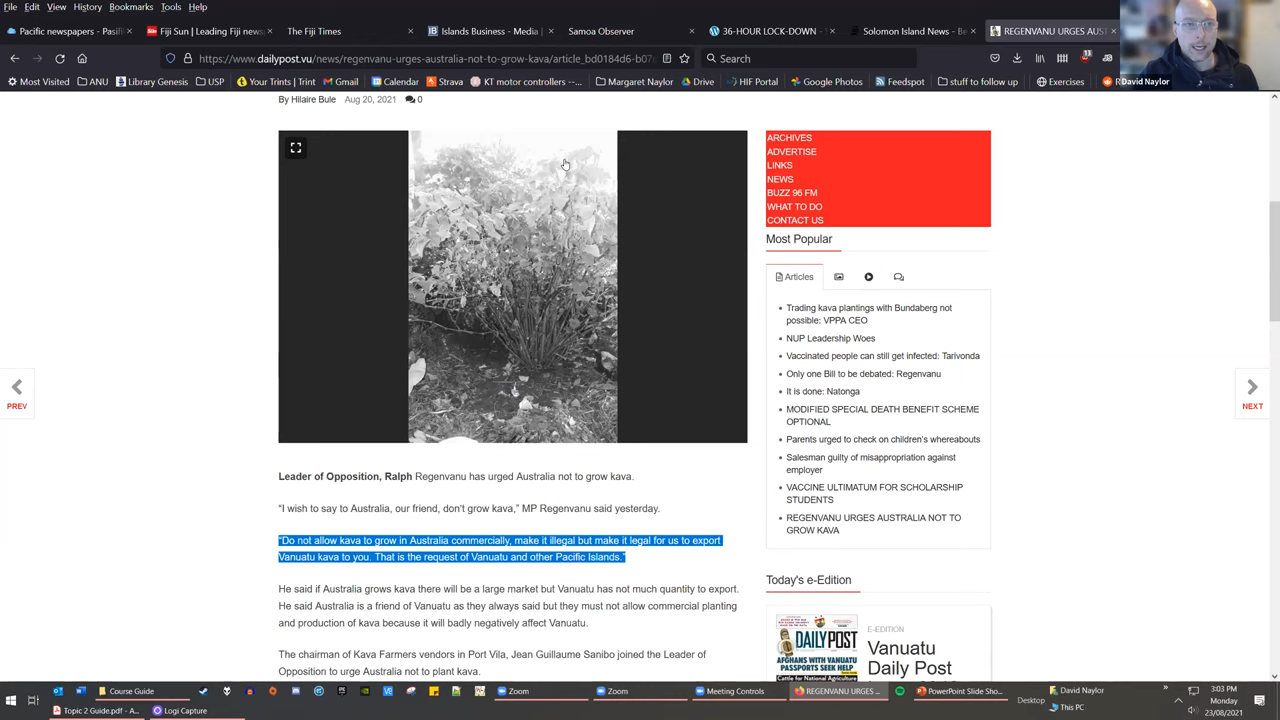 File Edit View History Bookmarks Tools Help
Pacific newspapers - Pasifi
Fiji Sun | Leading Fiji news
The Fiji Times
Islands Business - Media |
Samoa Observer
36-HOUR LOCK-DOWN -
Solomon Island News - Be
REGENVANU URGES AUS
https://www.dailypost.vu/news/regenvanu-urges-australia-not-to-grow-kava/article_bd0184d6-b07
Search
13
Most Visited ANU Library Genesis USP Your Trints | Trint Gmail Calendar Strava KT motor controllers --... Margaret Naylor Drive HIF Portal Google Photos Feedspot stuff to follow up Exercises
David Naylor
By Hilaire Bule Aug 20, 2021 0
ARCHIVES
ADVERTISE
LINKS
NEWS
BUZZ 96 FM
WHAT TO DO
CONTACT US
Most Popular
Articles
Trading kava plantings with Bundaberg not
possible: VPPA CEO
NUP Leadership Woes
Vaccinated people can still get infected: Tarivonda
Only one Bill to be debated: Regenvanu
It is done: Natonga
MODIFIED SPECIAL DEATH BENEFIT SCHEME
OPTIONAL
Parents urged to check on children's whereabouts
Salesman guilty of misappropriation against
employer
VACCINE ULTIMATUM FOR SCHOLARSHIP
STUDENTS
REGENVANU URGES AUSTRALIA NOT TO
GROW KAVA
PREV
NEXT
Leader of Opposition, Ralph Regenvanu has urged Australia not to grow kava.
“I wish to say to Australia, our friend, don't grow kava,” MP Regenvanu said yesterday.
“Do not allow kava to grow in Australia commercially, make it illegal but make it legal for us to export
Vanuatu kava to you. That is the request of Vanuatu and other Pacific Islands.”
He said if Australia grows kava there will be a large market but Vanuatu has not much quantity to export.
He said Australia is a friend of Vanuatu as they always said but they must not allow commercial planting
and production of kava because it will badly negatively affect Vanuatu.
The chairman of Kava Farmers vendors in Port Vila, Jean Guillaume Sanibo joined the Leader of
Opposition to urge Australia not to plant kava.
Today's e-Edition
DAILY POST
AFGHANS WITH VANUATU
PASSPORTS SEEK HELP
Cattle for National Agricultural
E-EDITION
Vanuatu
Daily Post
Course Guide
Zoom
Zoom
Meeting Controls
REGENVANU URGES ...
PowerPoint Slide Sho...
Desktop
David Naylor
This PC
Topic 2 Guide.pdf - A...
Logi Capture
3:03 PM
Monday
23/08/2021